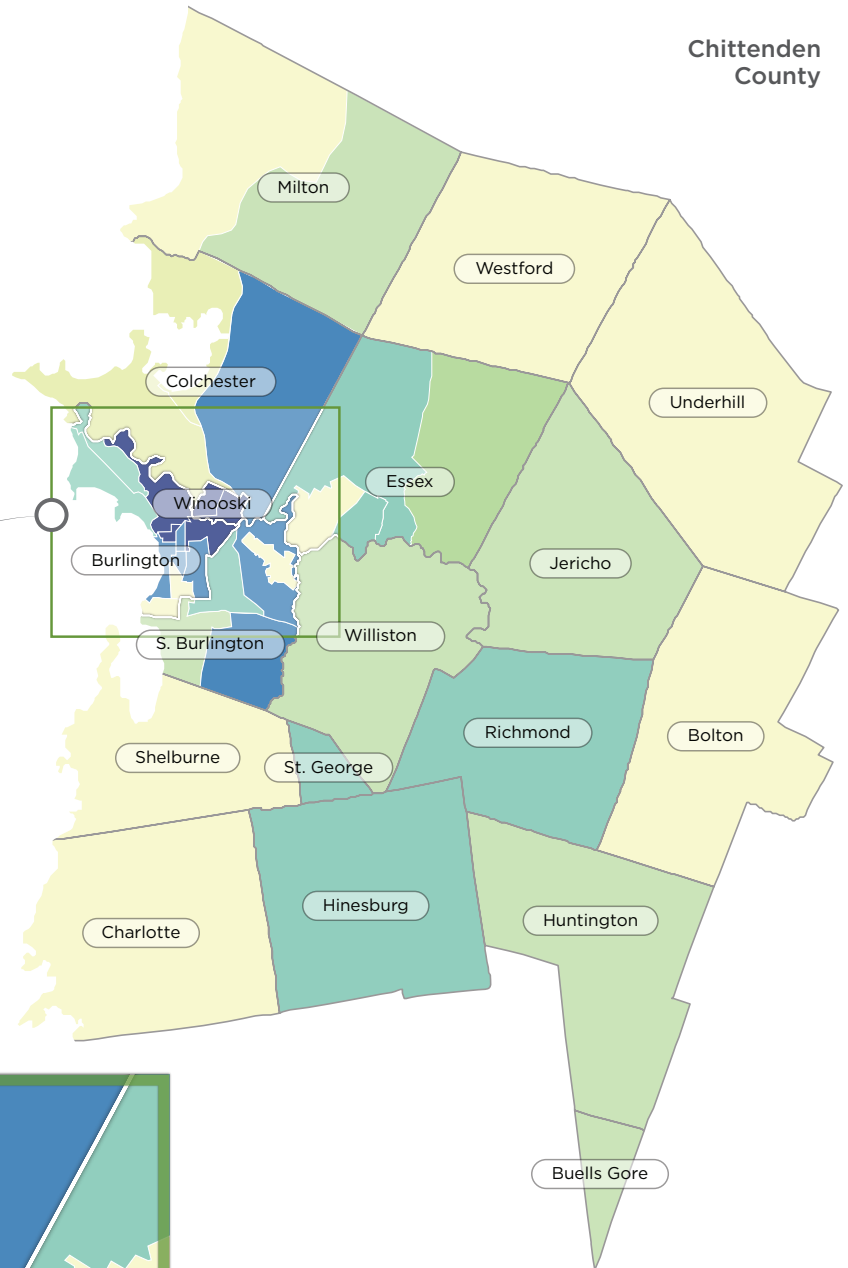 Chittenden
County
Milton
Westford
Colchester
Underhill
Essex
Winooski
Burlington
Jericho
S. Burlington
Williston
Richmond
Bolton
Shelburne
St. George
Hinesburg
Huntington
Charlotte
Buells Gore